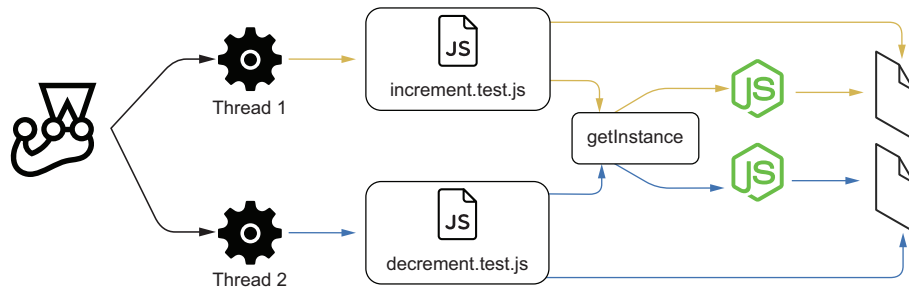 JS
increment.test.js
Thread 1
JS
getInstance
JS
JS
decrement.test.js
Thread 2